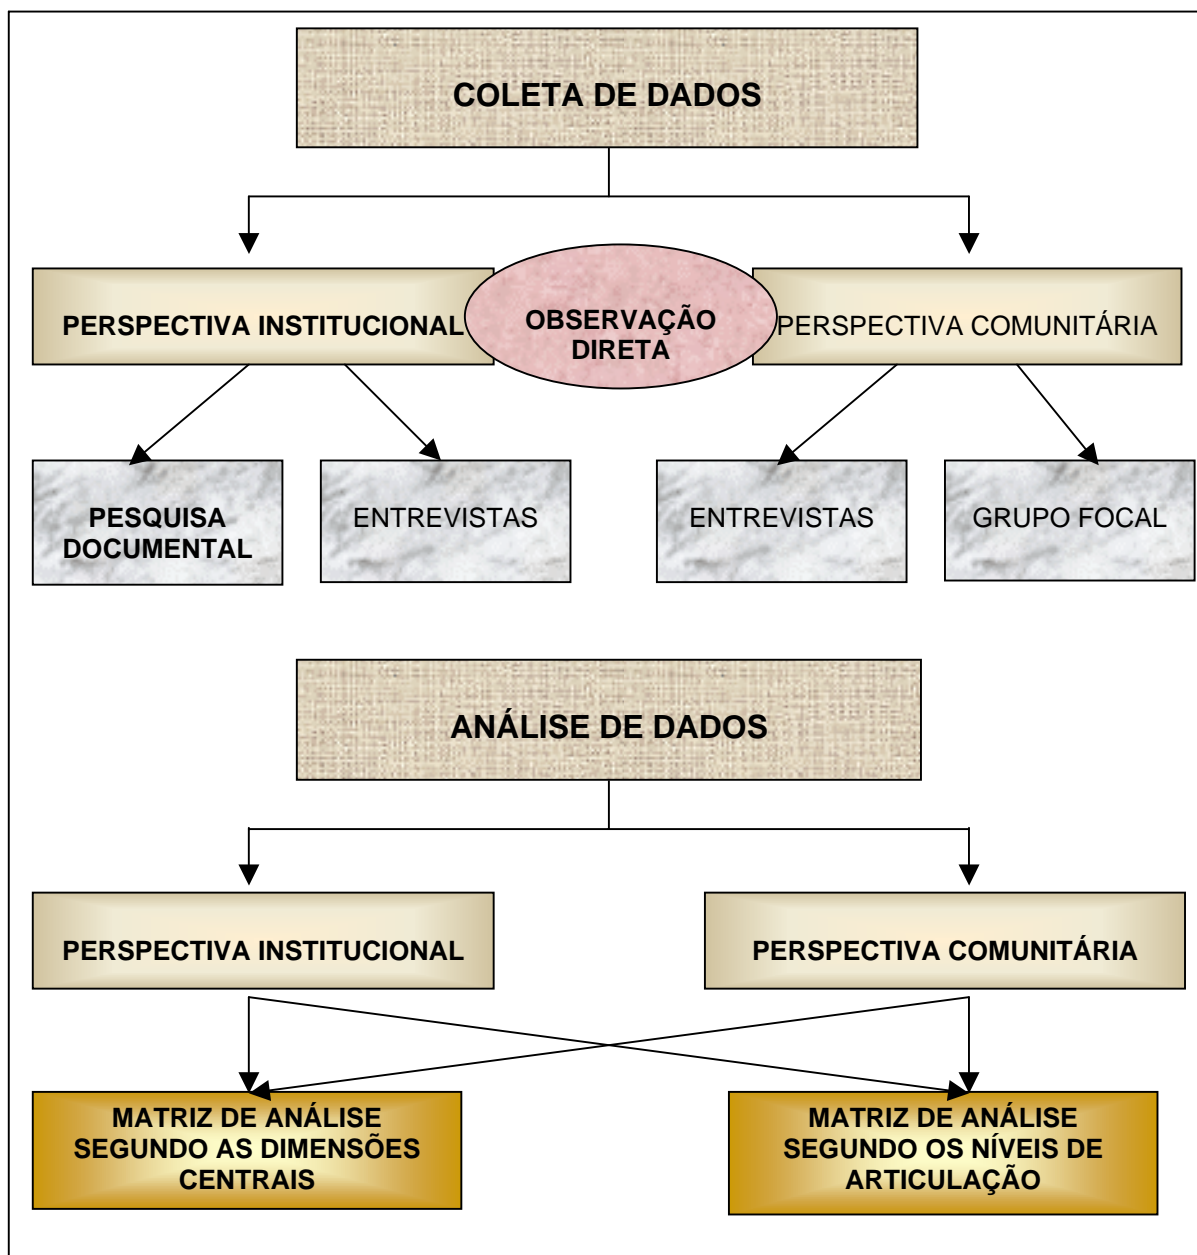 COLETA DE DADOS
PERSPECTIVA INSTITUCIONAL
OBSERVAÇÃO
DIRETA
PERSPECTIVA COMUNITÁRIA
PESQUISA
DOCUMENTAL
ENTREVISTAS
ENTREVISTAS
GRUPO FOCAL
ANÁLISE DE DADOS
PERSPECTIVA INSTITUCIONAL
PERSPECTIVA COMUNITÁRIA
MATRIZ DE ANÁLISE
SEGUNDO AS DIMENSÕES
CENTRAIS
MATRIZ DE ANÁLISE
SEGUNDO OS NÍVEIS DE
ARTICULAÇÃO